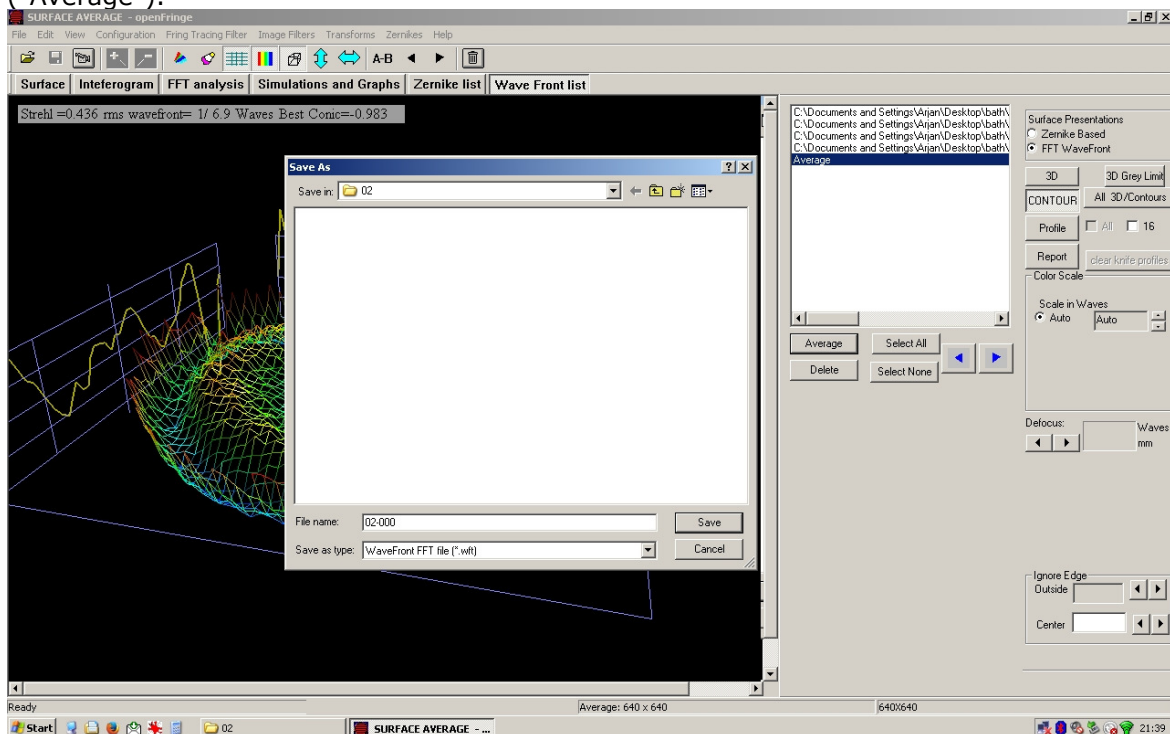 ("Average").
SURFACE AVERAGE - openFringe
File Edit View Configuration Fring Tracing Filter Image Filters Transforms Zernikes Help
A-B
Surface Inteferogram FFT analysis Simulations and Graphs Zernike list Wave Front list
Strehl =0.436 rms wavefront= 1/ 6.9 Waves Best Conic=-0.983
Save As
Save in: 02
File name: 02-000
Save
Save as type: WaveFront FFT file (*.wft)
Cancel
C:\Documents and Settings\Arjan\Desktop\bath\
C:\Documents and Settings\Arjan\Desktop\bath\
C:\Documents and Settings\Arjan\Desktop\bath\
C:\Documents and Settings\Arjan\Desktop\bath\
Average
Average
Select All
Delete
Select None
Surface Presentations
Zernike Based
FFT WaveFront
3D
3D Grey Limit
CONTOUR
All 3D/Contours
Profile
All
16
Report
clear knife profiles
Color Scale
Scale in Waves
Auto
Auto
Defocus:
Waves
mm
Ignore Edge
Outside
Center
Ready
Average: 640 x 640
640X640
Start
02
SURFACE AVERAGE - ...
21:39